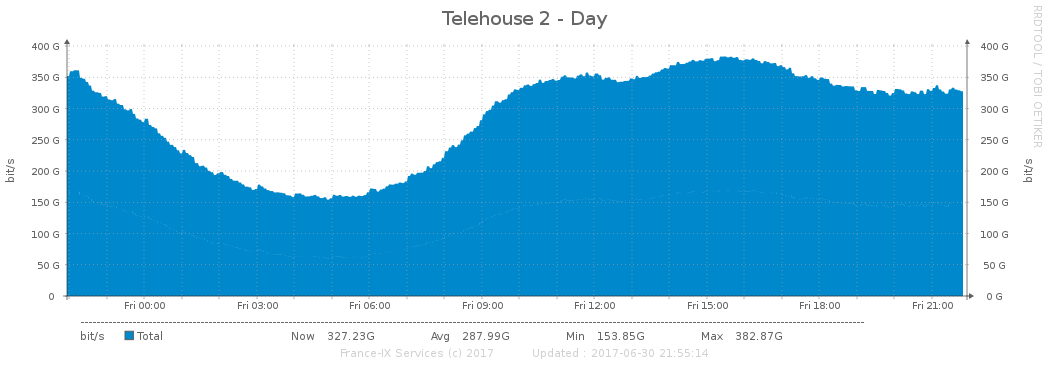 Telehouse 2 - Day
RRDTOOL / TOBI OETIKER
bit/s
400 G 400 G
350 G 350 G
300 G 300 G
250 G 250 G
200 G 200 G
150 G 150 G
100 G 100 G
50 G 50 G
0 0 G
bit/s
Fri 00:00 Fri 03:00 Fri 06:00 Fri 09:00 Fri 12:00 Fri 15:00 Fri 18:00 Fri 21:00
bit/s Total Now 327.23G Avg 287.99G Min 153.85G Max 382.87G
France-IX Services (c) 2017 Updated : 2017-06-30 21:55:14